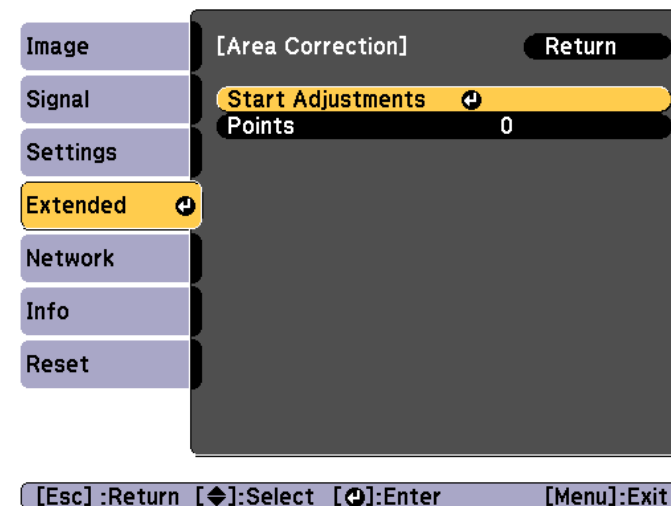 Image
Signal
Settings
Extended
Network
Info
Reset
[Area Correction] Return
Start Adjustments
Points 0
[Esc] :Return [ ]:Select [ ]:Enter [Menu]:Exit